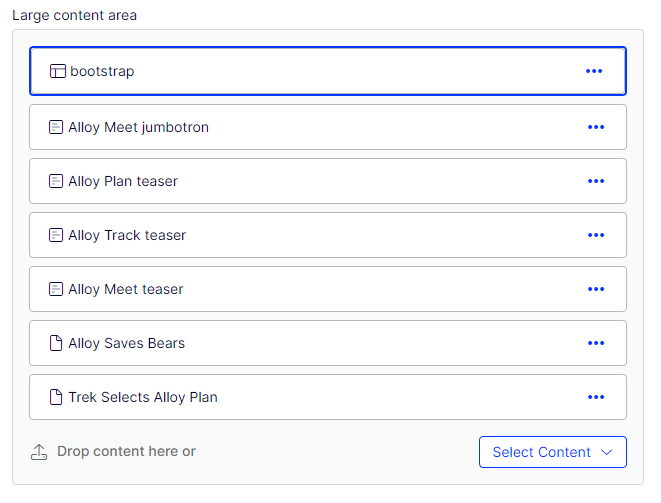 Large content area
bootstrap
Alloy Meet jumbotron
Alloy Plan teaser
Alloy Track teaser
Alloy Meet teaser
Alloy Saves Bears
Trek Selects Alloy Plan
Drop content here or
Select Content